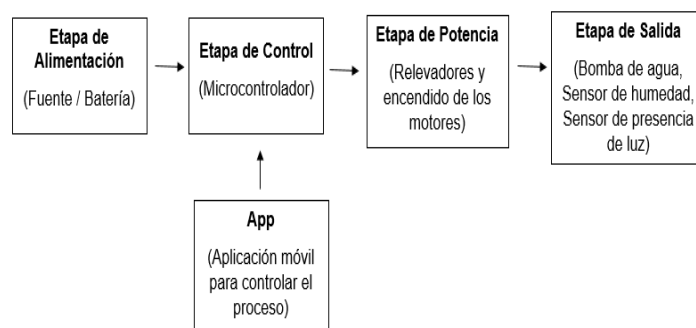 Etapa de
Alimentación
(Fuente / Batería)
Etapa de Control
(Microcontrolador)
Etapa de Potencia
(Relevadores y
encendido de los
motores)
Etapa de Salida
(Bomba de agua,
Sensor de humedad,
Sensor de presencia
de luz)
App
(Aplicación móvil
para controlar el
proceso)